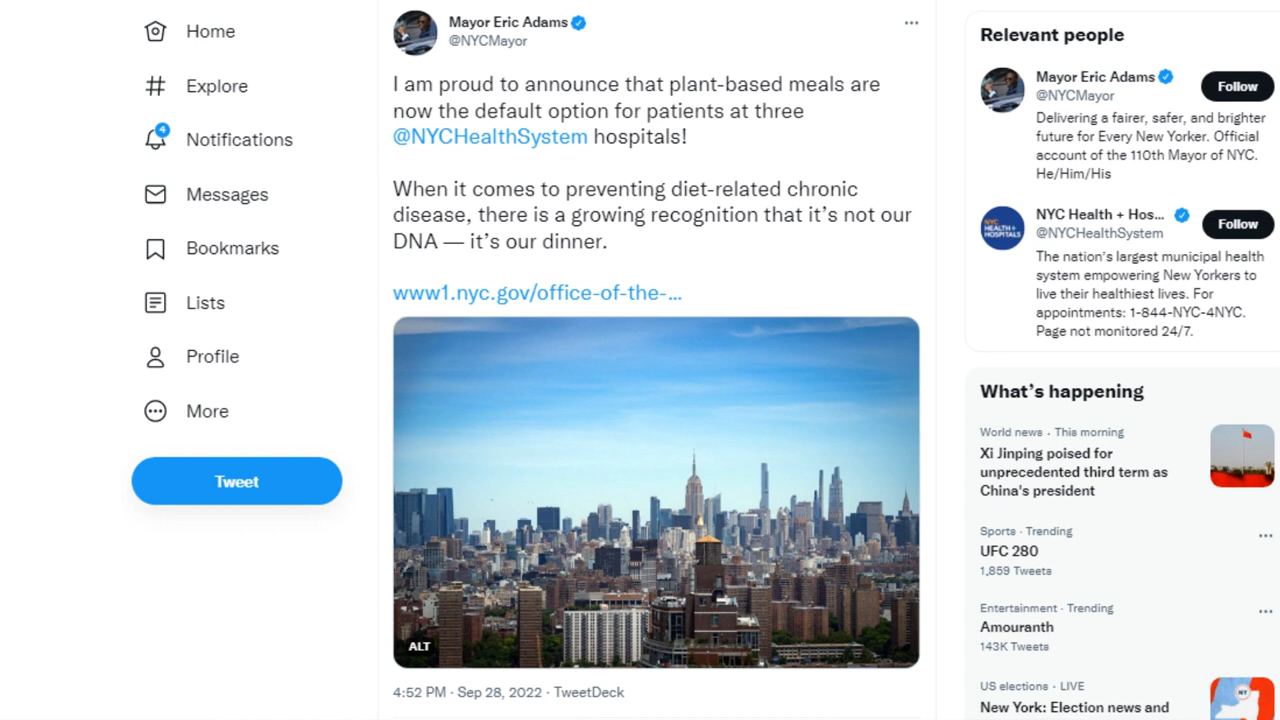 Home
Explore
4
Notifications
Messages
Bookmarks
Lists
Profile
More
Tweet
Mayor Eric Adams
@NYCMayor
I am proud to announce that plant-based meals are
now the default option for patients at three
@NYCHealthSystem hospitals!
When it comes to preventing diet-related chronic
disease, there is a growing recognition that it’s not our
DNA — it’s our dinner.
www1.nyc.gov/office-of-the-...
ALT
4:52 PM · Sep 28, 2022 · TweetDeck
Relevant people
Mayor Eric Adams
@NYCMayor
Follow
Delivering a fairer, safer, and brighter
future for Every New Yorker. Official
account of the 110th Mayor of NYC.
He/Him/His
NYC
HEALTH+
HOSPITALS
NYC Health + Hos...
@NYCHealthSystem
Follow
The nation's largest municipal health
system empowering New Yorkers to
live their healthiest lives. For
appointments: 1-844-NYC-4NYC.
Page not monitored 24/7.
What’s happening
World news · This morning
Xi Jinping poised for
unprecedented third term as
China's president
Sports · Trending
UFC 280
1,859 Tweets
Entertainment · Trending
Amouranth
143K Tweets
US elections · LIVE
New York: Election news and
NY